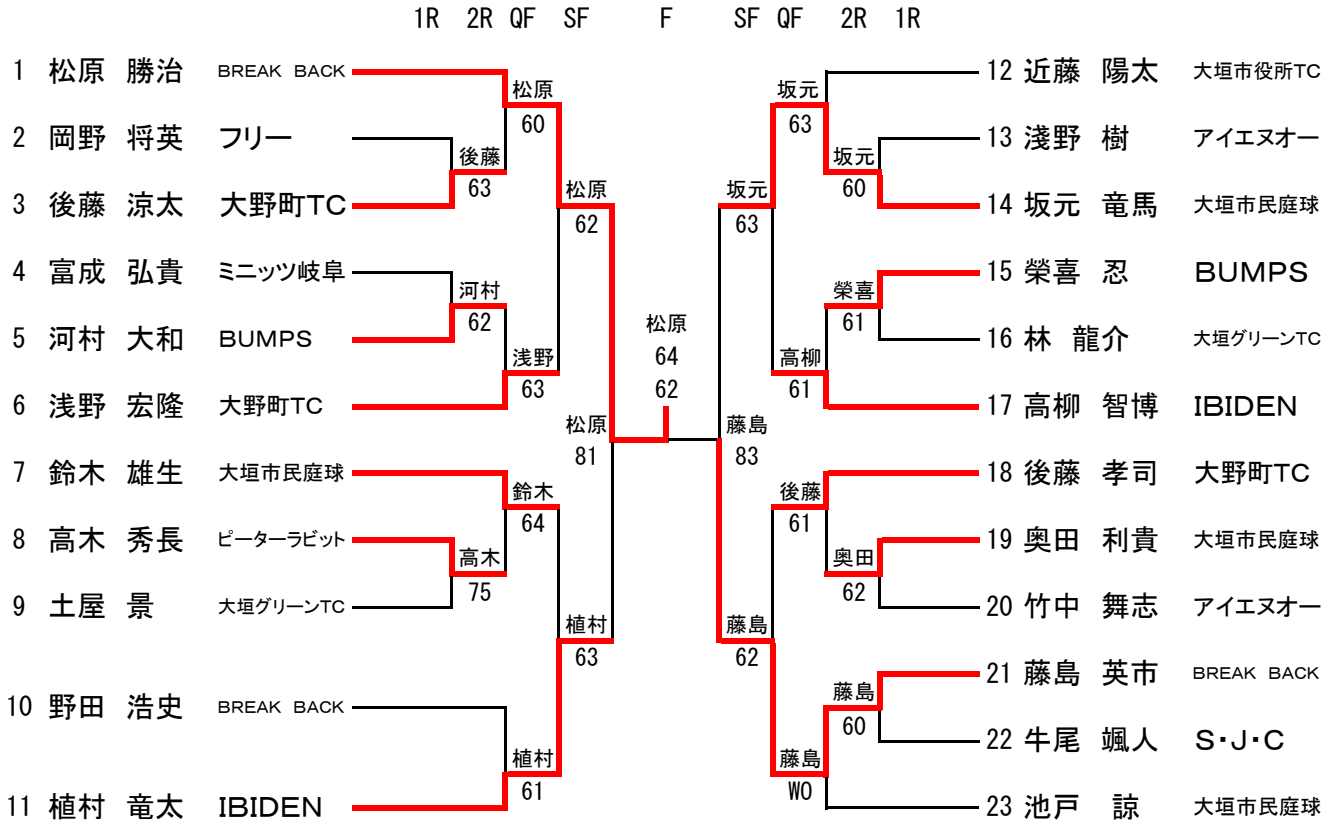 1R 2R QF SF F SF QF 2R 1R
1 松原 勝治 BREAK BACK
2 岡野 将英 フリー
3 後藤 涼太 大野町TC
4 富成 弘貴 ミニッツ岐阜
5 河村 大和 BUMPS
6 浅野 宏隆 大野町TC
7 鈴木 雄生 大垣市民庭球
8 高木 秀長 ピーターラビット
9 土屋 景 大垣グリーンTC
10 野田 浩史 BREAK BACK
11 植村 竜太 IBIDEN
後藤
63
河村
62
高木
75
松原
60
浅野
63
鈴木
64
植村
61
松原
62
植村
63
松原
81
松原
64
62
藤島
83
坂元
63
藤島
62
坂元
63
高柳
61
後藤
61
藤島
WO
坂元
60
榮喜
61
奥田
62
藤島
60
12 近藤 陽太 大垣市役所TC
13 淺野 樹 アイエヌオー
14 坂元 竜馬 大垣市民庭球
15 榮喜 忍 BUMPS
16 林 龍介 大垣グリーンTC
17 高柳 智博 IBIDEN
18 後藤 孝司 大野町TC
19 奥田 利貴 大垣市民庭球
20 竹中 舞志 アイエヌオー
21 藤島 英市 BREAK BACK
22 牛尾 颯人 S・J・C
23 池戸 諒 大垣市民庭球